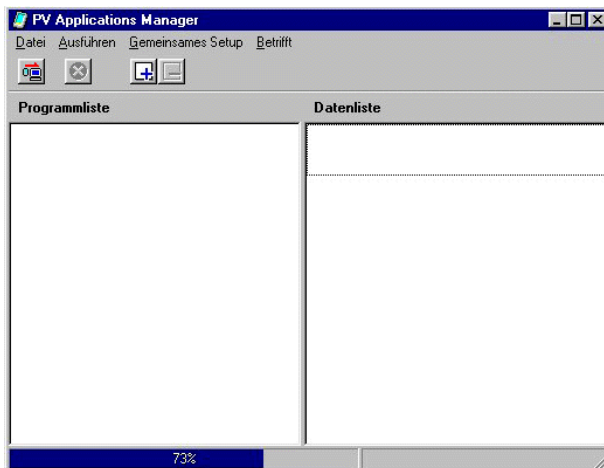 PV Applications Manager
Datei Ausführen Gemeinsames Setup Betrifft
Programmliste Datenliste
73%